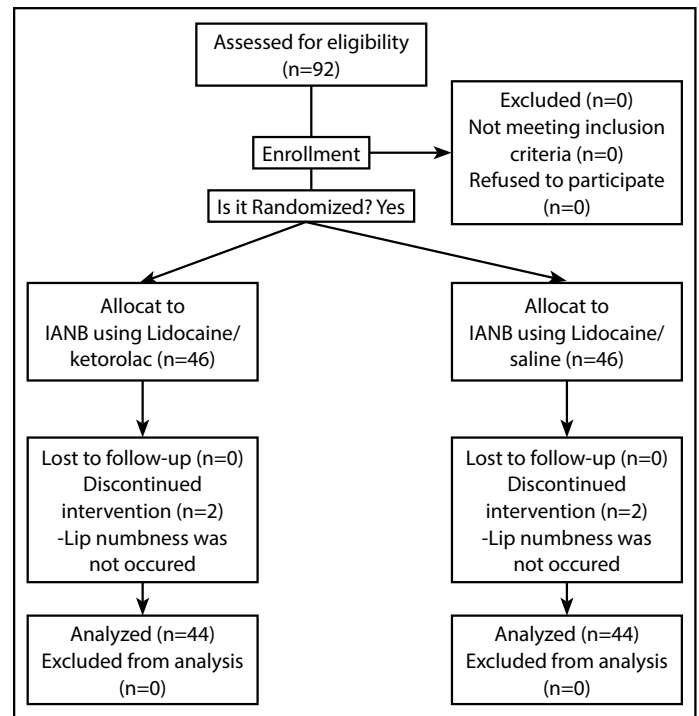 Assessed for eligibility
(n=92)
Excluded (n=0)
Not meeting inclusion
criteria (n=0)
Refused to participate
(n=0)
Enrollment
Is it Randomized? Yes
Allocat to
IANB using Lidocaine/
ketorolac (n=46)
Allocat to
IANB using Lidocaine/
saline (n=46)
Lost to follow-up (n=0)
Discontinued
intervention (n=2)
-Lip numbness was
not occured
Lost to follow-up (n=0)
Discontinued
intervention (n=2)
-Lip numbness was
not occured
Analyzed (n=44)
Excluded from analysis
(n=0)
Analyzed (n=44)
Excluded from analysis
(n=0)